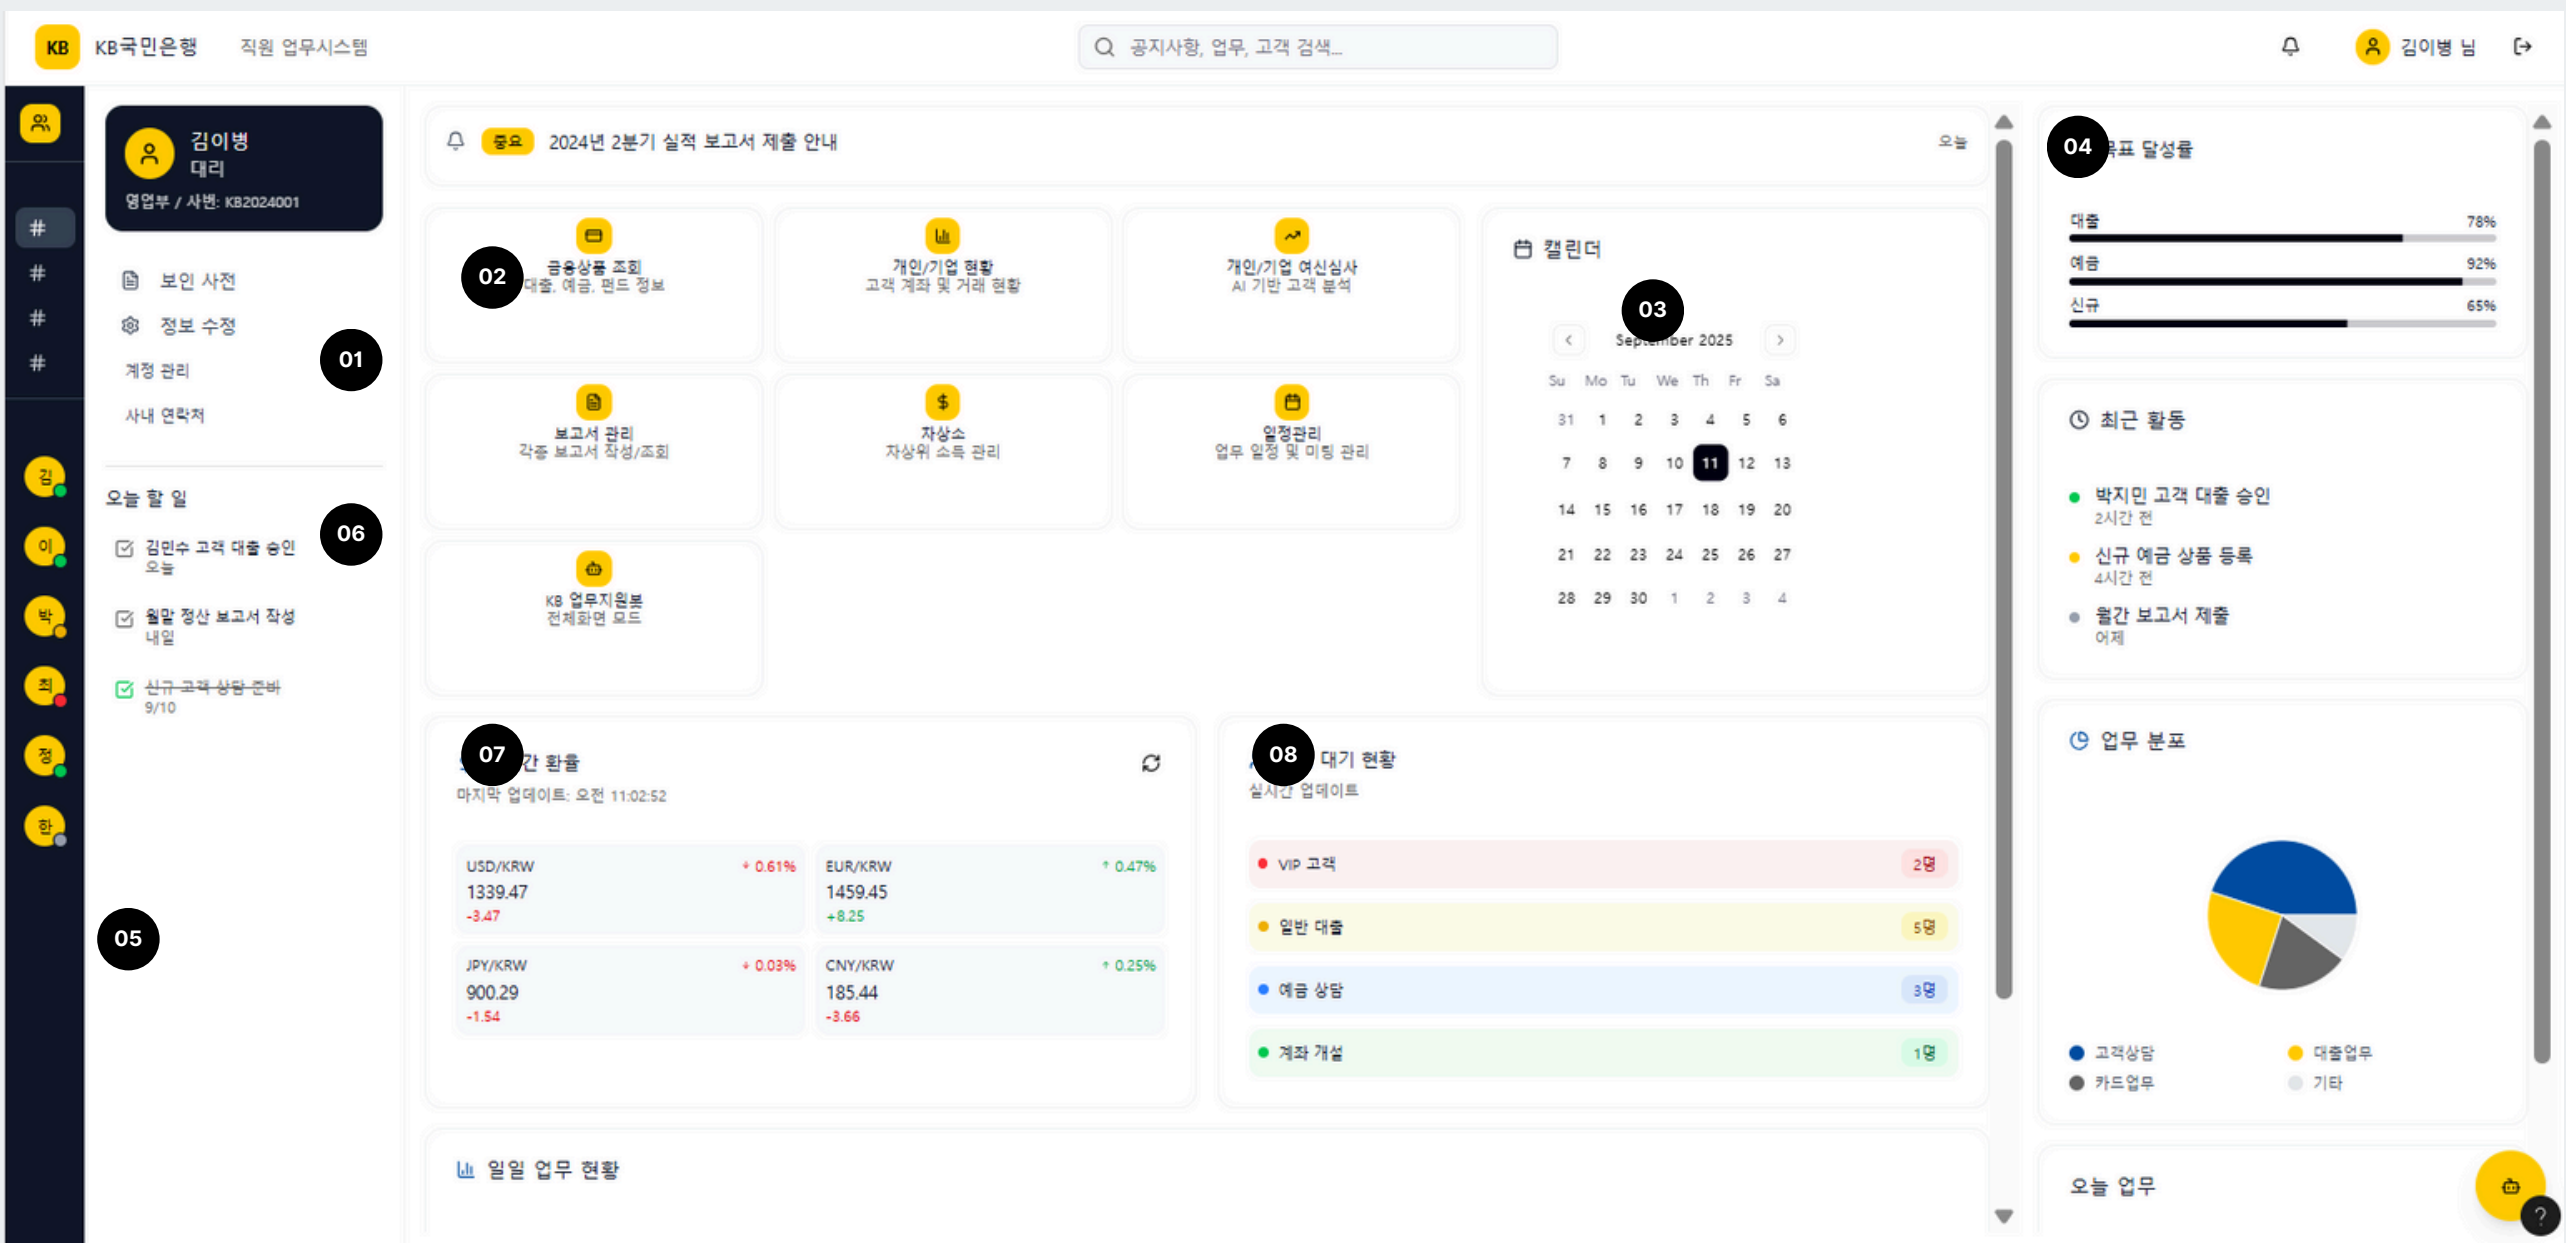 KB KB국민은행 직원 업무시스템
공지사항, 업무, 고객 검색...
김이병 님
김이병
대리
영업부 / 사번: KB2024001
보인 사전
정보 수정
01
계정 관리
사내 연락처
오늘 할 일
06
김민수 고객 대출 승인
오늘
월말 정산 보고서 작성
내일
신규 고객 상담 준비
9/10
#
#
#
#
김
이
박
최
정
한
05
중요 2024년 2분기 실적 보고서 제출 안내 오늘
02
금융상품 조회
대출, 예금, 펀드 정보
개인/기업 현황
고객 계좌 및 거래 현황
개인/기업 여신심사
AI 기반 고객 분석
보고서 관리
각종 보고서 작성/조회
차상소
차상위 소득 관리
일정관리
업무 일정 및 미팅 관리
KB 업무지원봇
전체화면 모드
캘린더
03
September 2025
Su Mo Tu We Th Fr Sa
31 1 2 3 4 5 6
7 8 9 10 11 12 13
14 15 16 17 18 19 20
21 22 23 24 25 26 27
28 29 30 1 2 3 4
07 간 환율
마지막 업데이트: 오전 11:02:52
USD/KRW ↓ 0.61%
1339.47
-3.47
EUR/KRW ↑ 0.47%
1459.45
+8.25
JPY/KRW ↓ 0.03%
900.29
-1.54
CNY/KRW ↑ 0.25%
185.44
-3.66
08 대기 현황
실시간 업데이트
VIP 고객 2명
일반 대출 5명
예금 상담 3명
계좌 개설 1명
일일 업무 현황
04 목표 달성률
대출 78%
예금 92%
신규 65%
최근 활동
박지민 고객 대출 승인
2시간 전
신규 예금 상품 등록
4시간 전
월간 보고서 제출
어제
업무 분포
고객상담 대출업무
카드업무 기타
오늘 업무
?